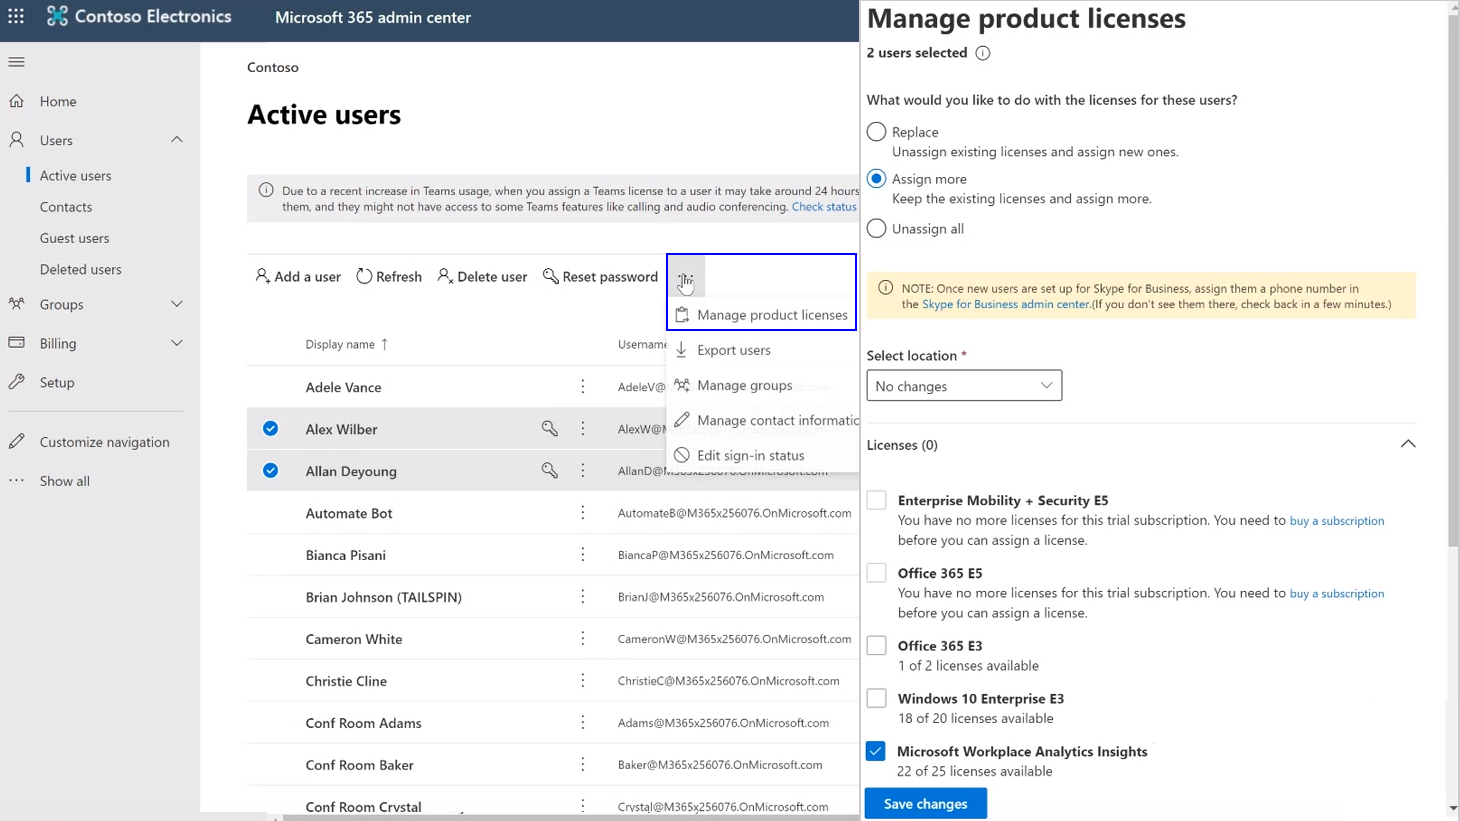 Contoso Electronics
Microsoft 365 admin center
Home
Users
Active users
Contacts
Guest users
Deleted users
Groups
Billing
Setup
Customize navigation
Show all
Contoso
Active users
Due to a recent increase in Teams usage, when you assign a Teams license to a user it may take around 24 hours
them, and they might not have access to some Teams features like calling and audio conferencing. Check status
Add a user Refresh Delete user Reset password
Manage product licenses
Export users
Manage groups
Manage contact informatio
Edit sign-in status
Display name ↑ Username
Adele Vance AdeleV@
Alex Wilber AlexW@
Allan Deyoung AllanD@M365x256076.OnMicrosoft.com
Automate Bot AutomateB@M365x256076.OnMicrosoft.com
Bianca Pisani BiancaP@M365x256076.OnMicrosoft.com
Brian Johnson (TAILSPIN) BrianJ@M365x256076.OnMicrosoft.com
Cameron White CameronW@M365x256076.OnMicrosoft.com
Christie Cline ChristieC@M365x256076.OnMicrosoft.com
Conf Room Adams Adams@M365x256076.OnMicrosoft.com
Conf Room Baker Baker@M365x256076.OnMicrosoft.com
Conf Room Crystal Crystal@M365x256076.OnMicrosoft.com
Manage product licenses
2 users selected
What would you like to do with the licenses for these users?
Replace
Unassign existing licenses and assign new ones.
Assign more
Keep the existing licenses and assign more.
Unassign all
NOTE: Once new users are set up for Skype for Business, assign them a phone number in
the Skype for Business admin center.(If you don't see them there, check back in a few minutes.)
Select location *
No changes
Licenses (0)
Enterprise Mobility + Security E5
You have no more licenses for this trial subscription. You need to buy a subscription
before you can assign a license.
Office 365 E5
You have no more licenses for this trial subscription. You need to buy a subscription
before you can assign a license.
Office 365 E3
1 of 2 licenses available
Windows 10 Enterprise E3
18 of 20 licenses available
Microsoft Workplace Analytics Insights
22 of 25 licenses available
Save changes